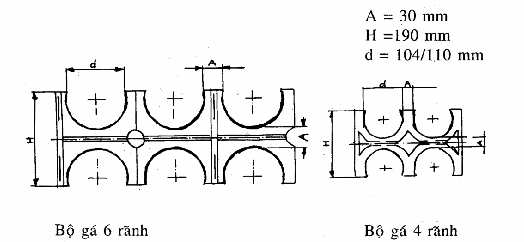 A = 30 mm
H =190 mm
d = 104/110 mm
d
A
H
A
d
A
H
A
Bộ gá 6 rãnh
Bộ gá 4 rãnh